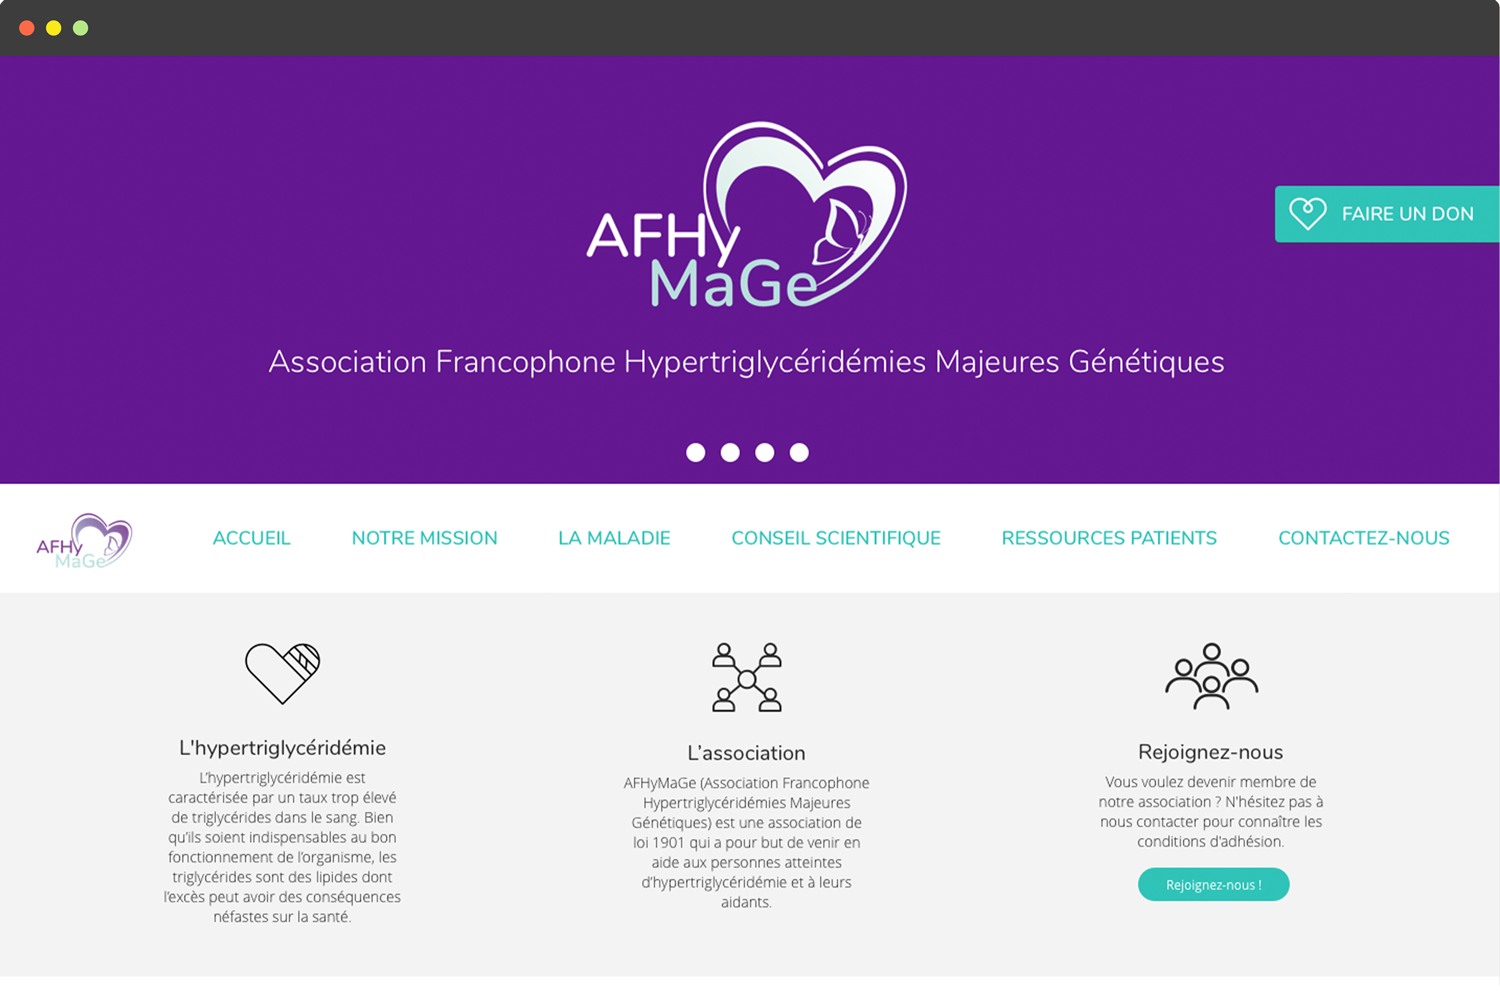 AFHy
MaGe
FAIRE UN DON
Association Francophone Hypertriglycéridémies Majeures Génétiques
AFHy
MaGe
ACCUEIL NOTRE MISSION LA MALADIE CONSEIL SCIENTIFIQUE RESSOURCES PATIENTS CONTACTEZ-NOUS
L'hypertriglycéridémie
L’hypertriglycéridémie est
caractérisée par un taux trop élevé
de triglycérides dans le sang. Bien
qu’ils soient indispensables au bon
fonctionnement de l’organisme, les
triglycérides sont des lipides dont
l’excès peut avoir des conséquences
néfastes sur la santé.
L’association
AFHyMaGe (Association Francophone
Hypertriglycéridémies Majeures
Génétiques) est une association de
loi 1901 qui a pour but de venir en
aide aux personnes atteintes
d’hypertriglycéridémie et à leurs
aidants.
Rejoignez-nous
Vous voulez devenir membre de
notre association ? N'hésitez pas à
nous contacter pour connaître les
conditions d'adhésion.
Rejoignez-nous !